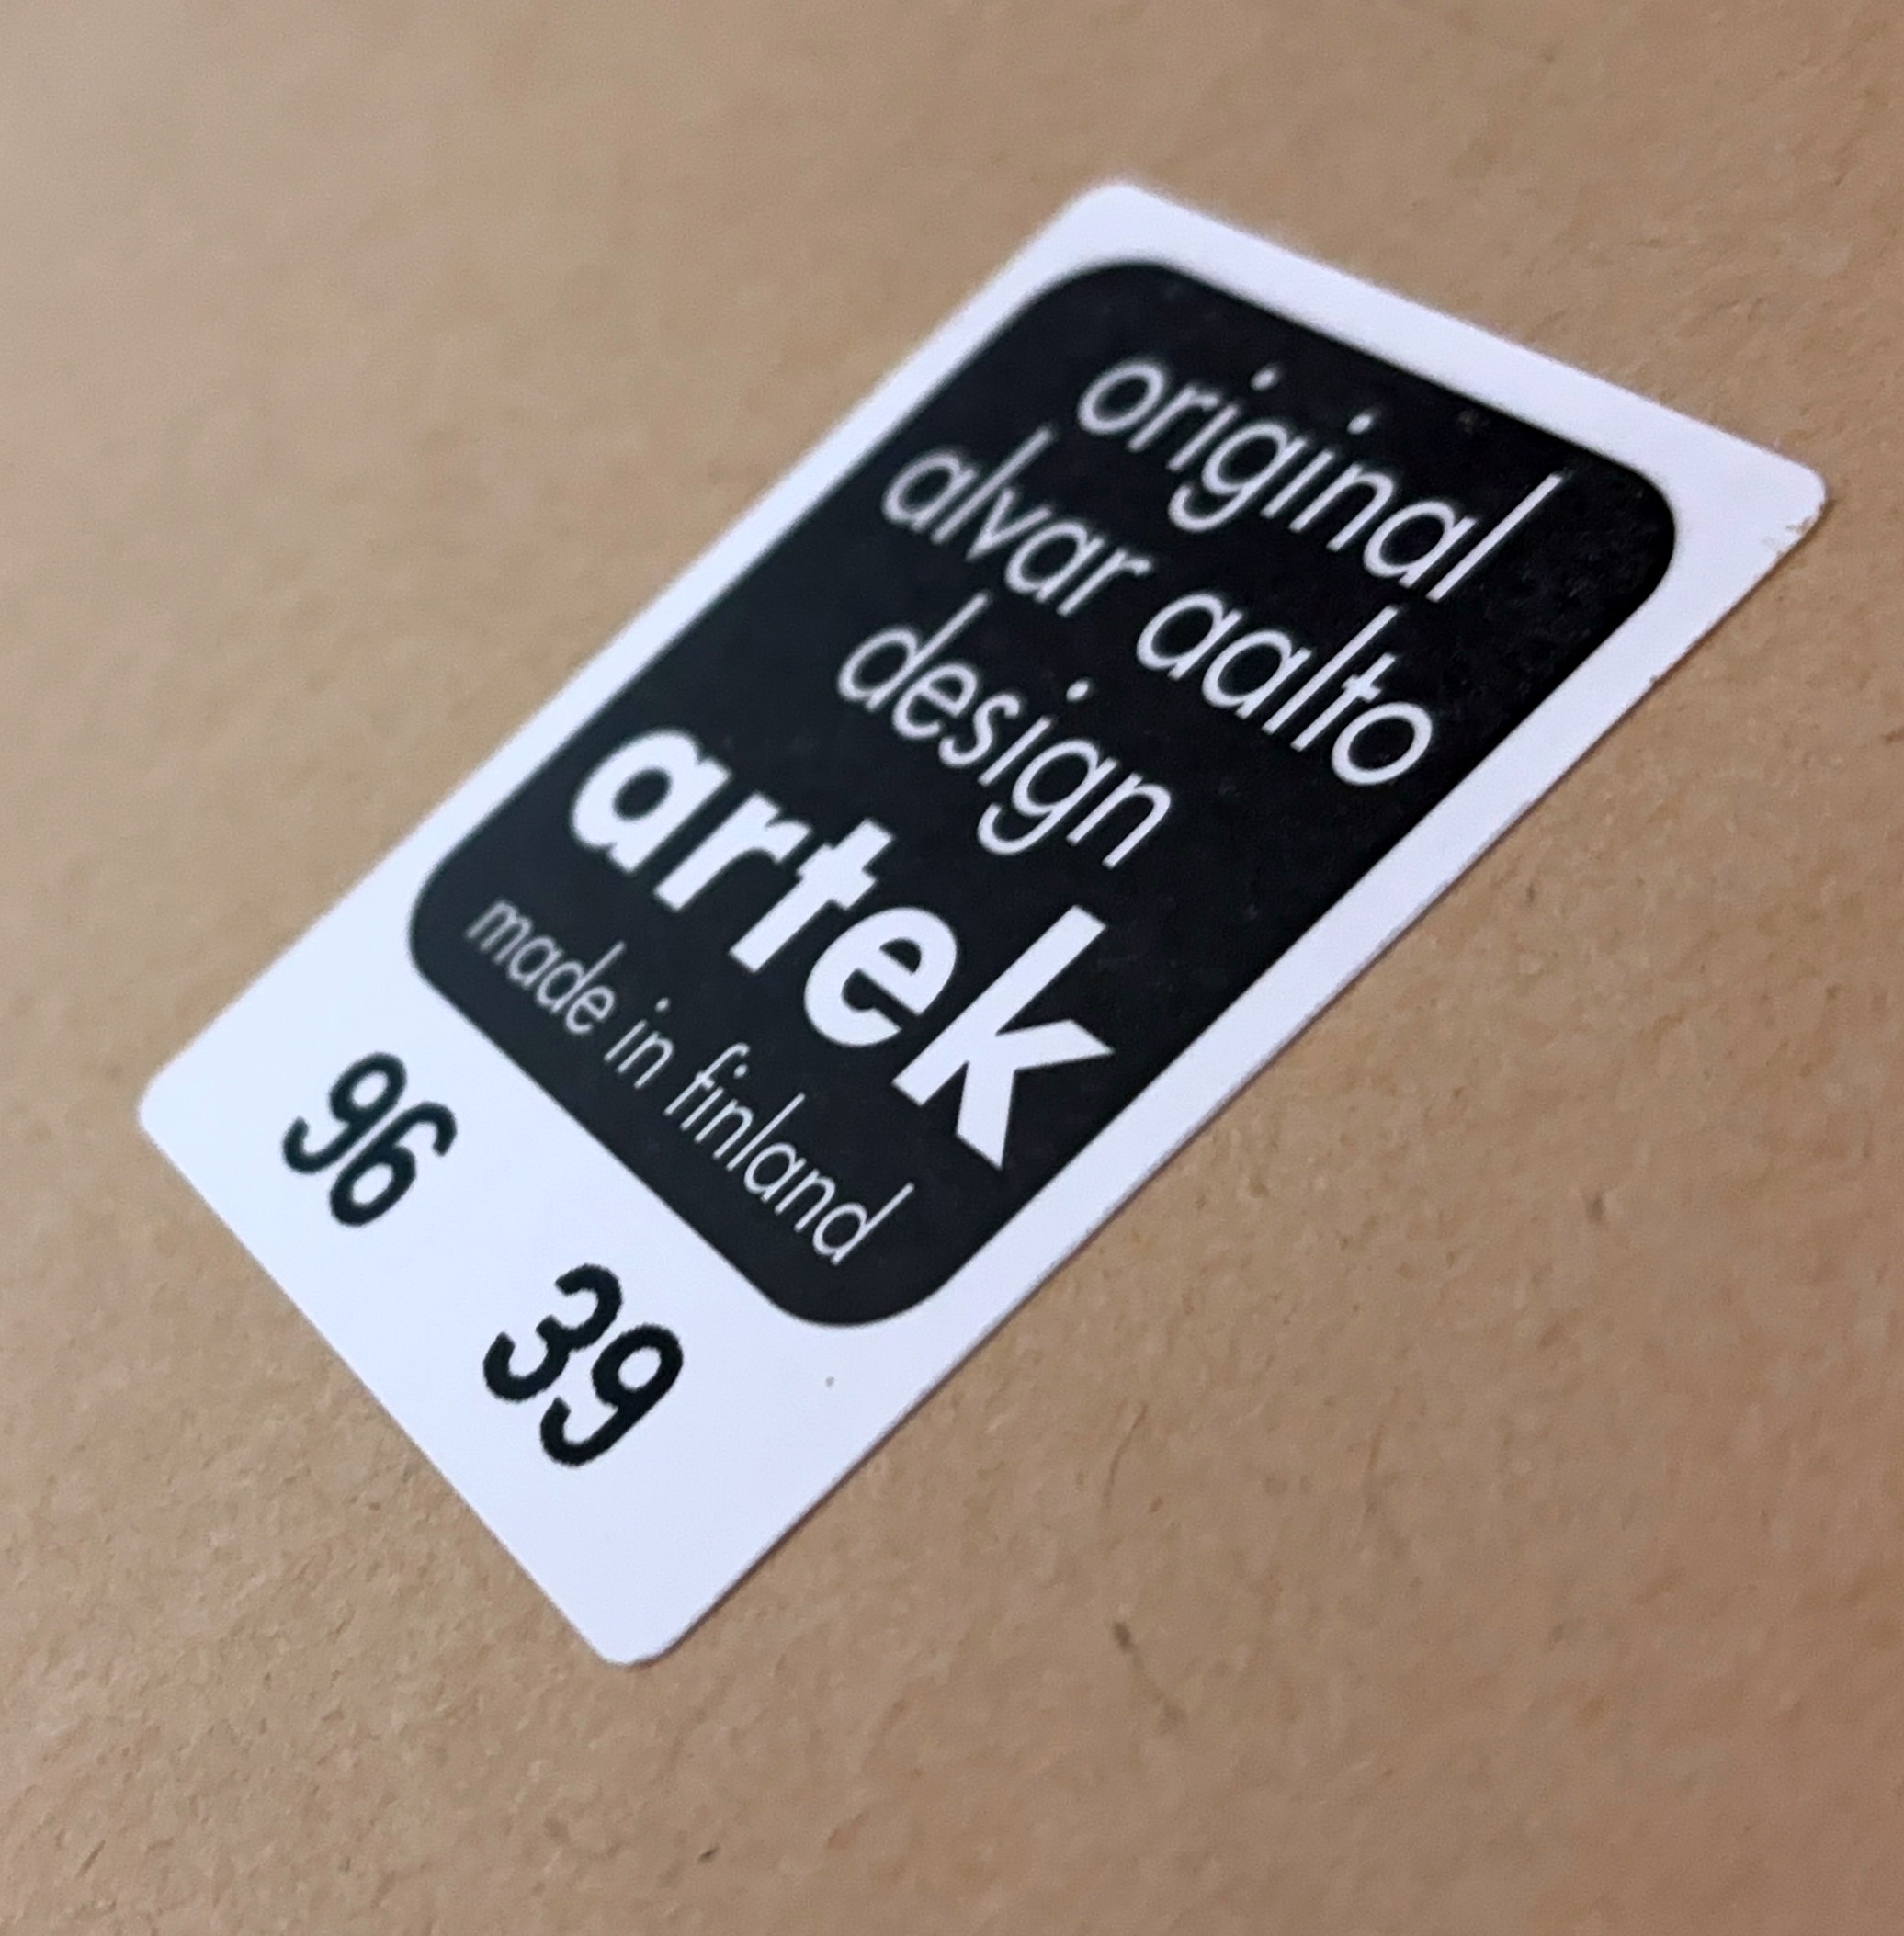 original
alvar aalto
design
artek
made in finland
96 39